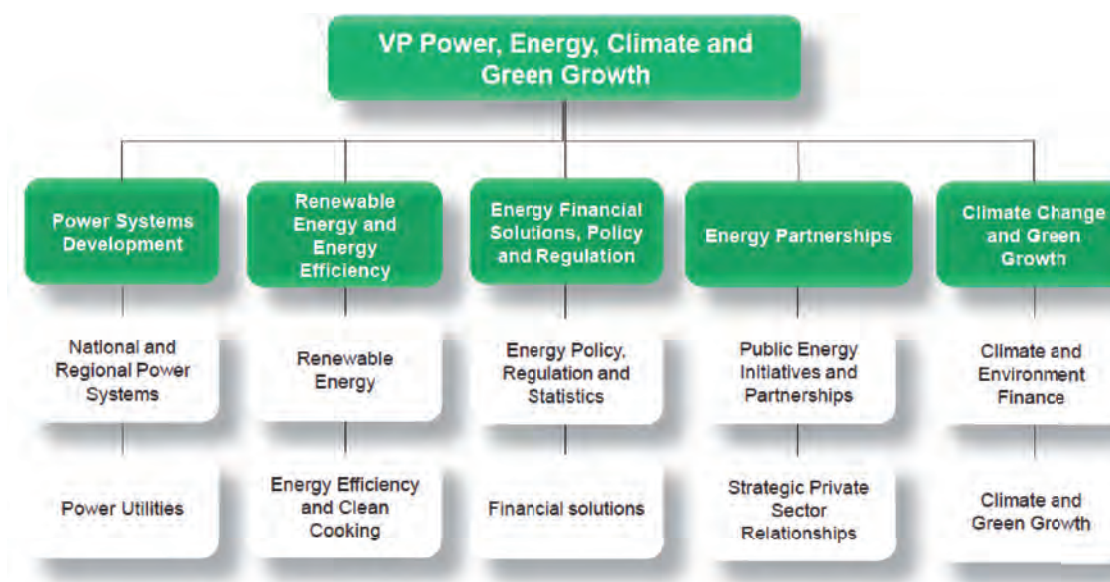 VP Power, Energy, Climate and
Green Growth
Power Systems
Development
Renewable
Energy and
Energy
Efficiency
Energy Financial
Solutions, Policy
and Regulation
Energy Partnerships
Climate Change
and Green
Growth
National and
Regional Power
Systems
Renewable
Energy
Energy Policy,
Regulation and
Statistics
Public Energy
Initiatives and
Partnerships
Climate and
Environment
Finance
Power Utilities
Energy Efficiency
and Clean
Cooking
Financial solutions
Strategic Private
Sector
Relationships
Climate and
Green Growth